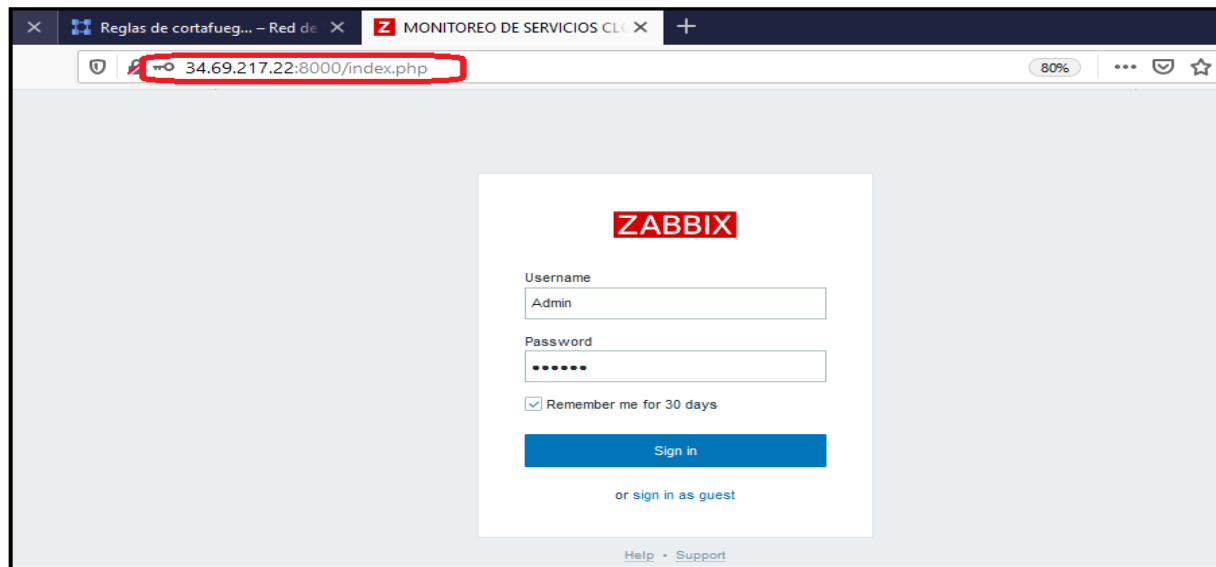 Reglas de cortafueg... – Red de
Z MONITOREO DE SERVICIOS
34.69.217.22:8000/index.php
80%
ZABBIX
Username
Admin
Password
••••••
Remember me for 30 days
Sign in
or sign in as guest
Help • Support